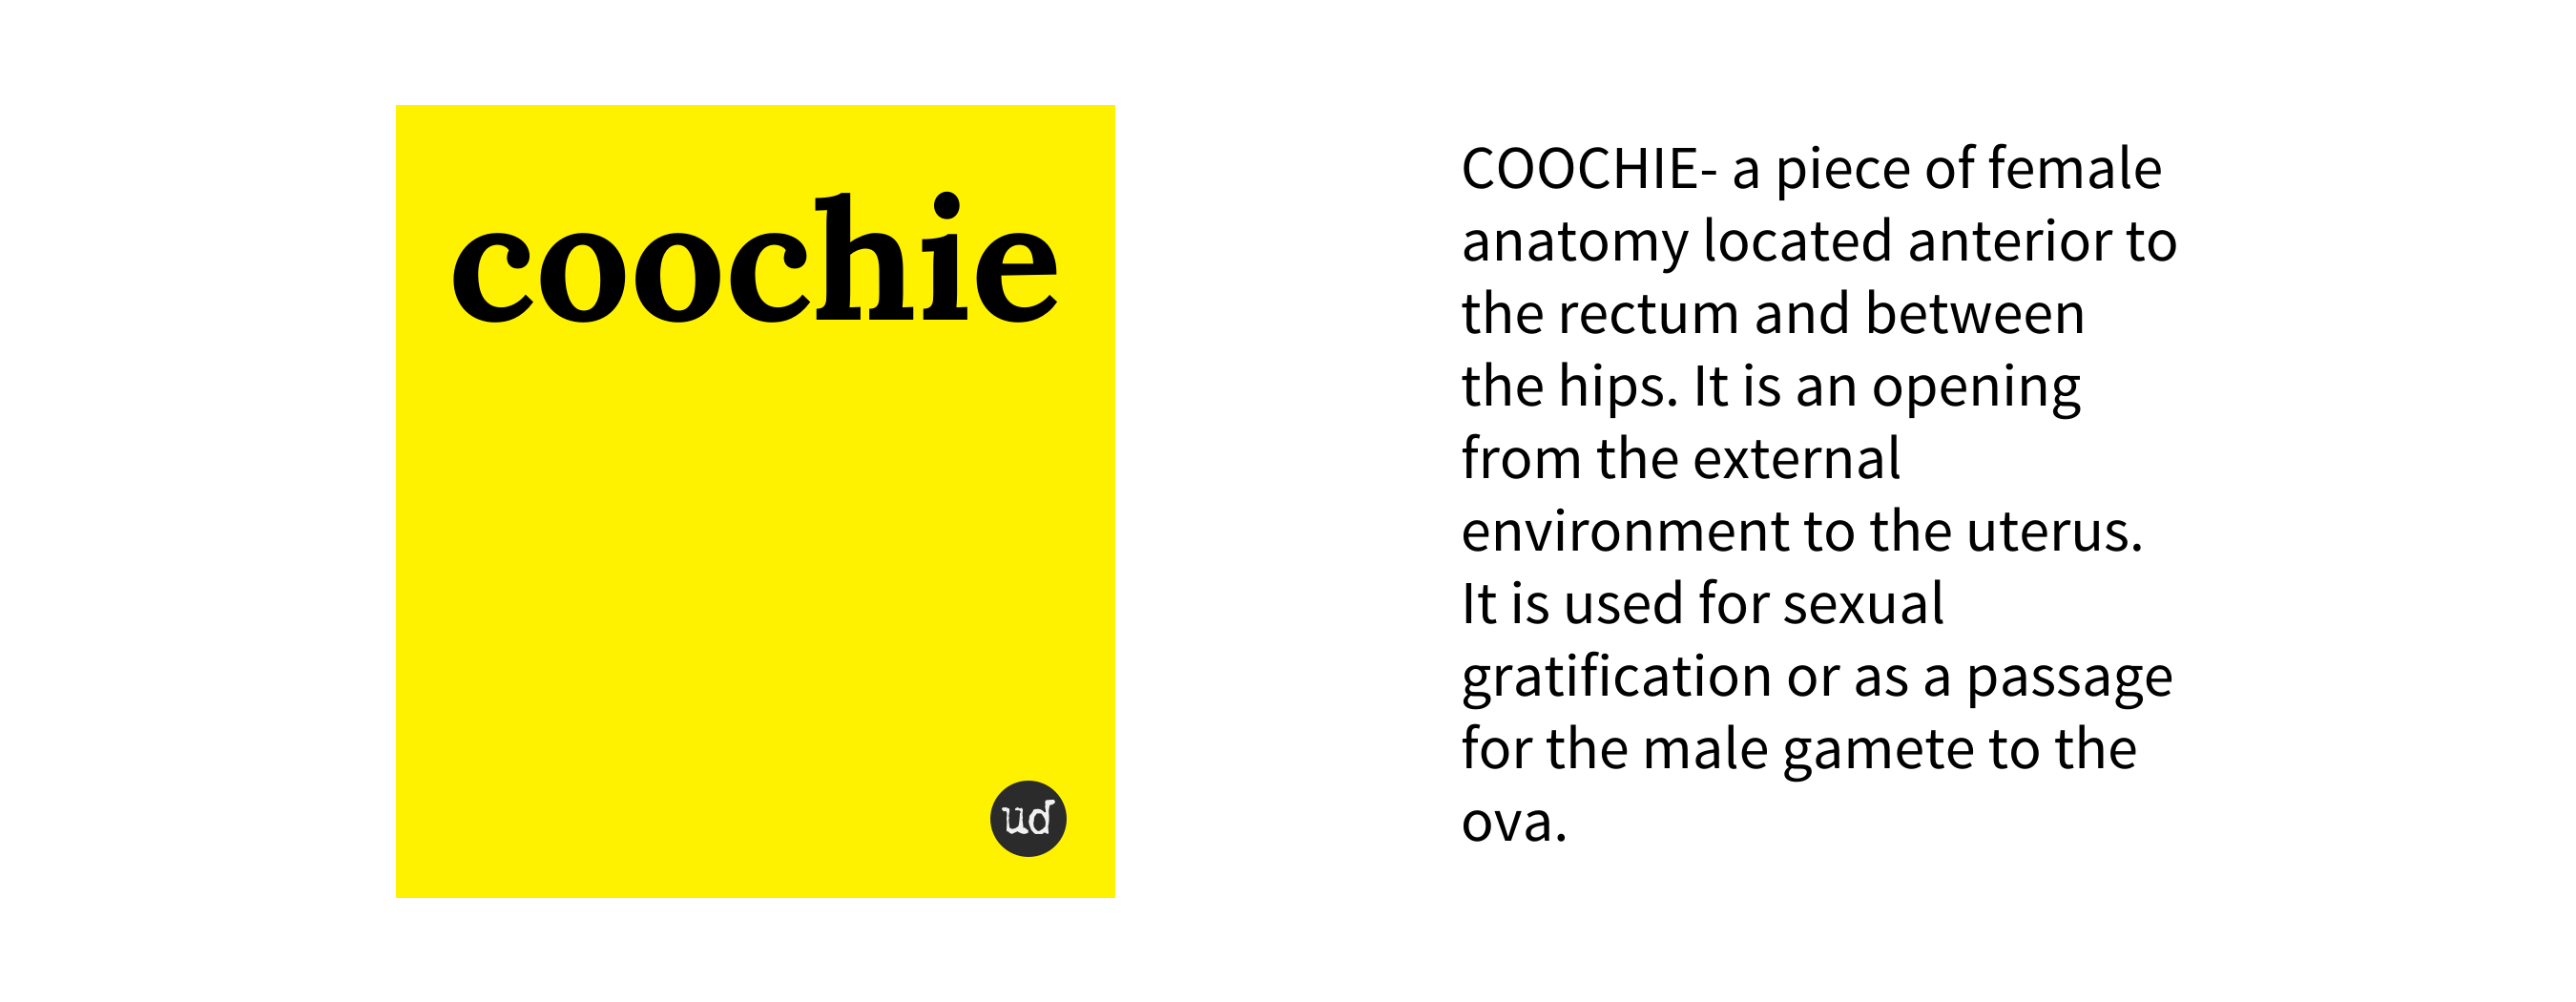 coochie
ud
COOCHIE- a piece of female
anatomy located anterior to
the rectum and between
the hips. It is an opening
from the external
environment to the uterus.
It is used for sexual
gratification or as a passage
for the male gamete to the
ova.